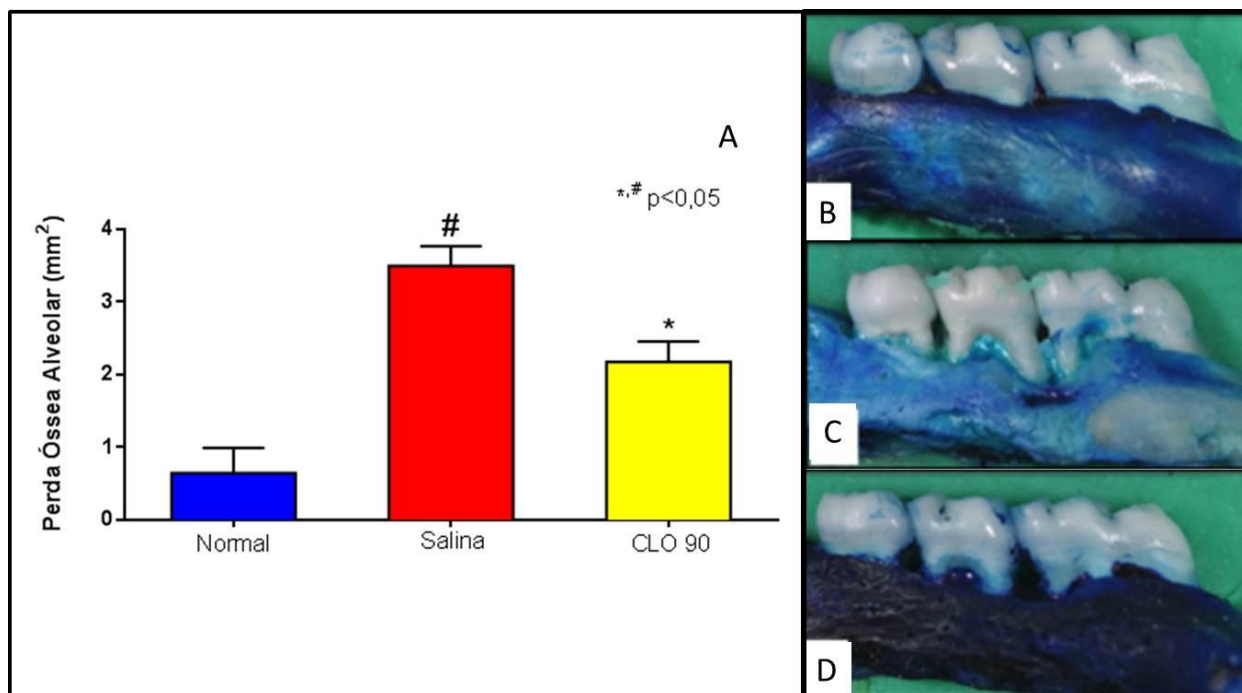 A
*,# p<0,05
Perda Óssea Alveolar (mm²)
4
3
2
1
0
#
*
Normal
Salina
CLO 90
B
C
D